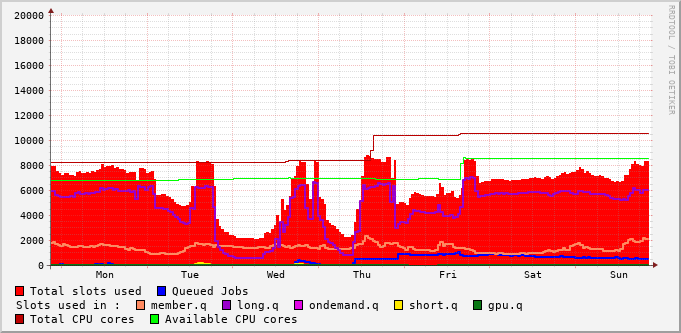 20000
18000
16000
14000
12000
10000
8000
6000
4000
2000
0
Mon Tue Wed Thu Fri Sat Sun
RRDTOOL / TOBI OETIKER
Total slots used Queued Jobs
Slots used in : member.q long.q ondemand.q short.q gpu.q
Total CPU cores Available CPU cores